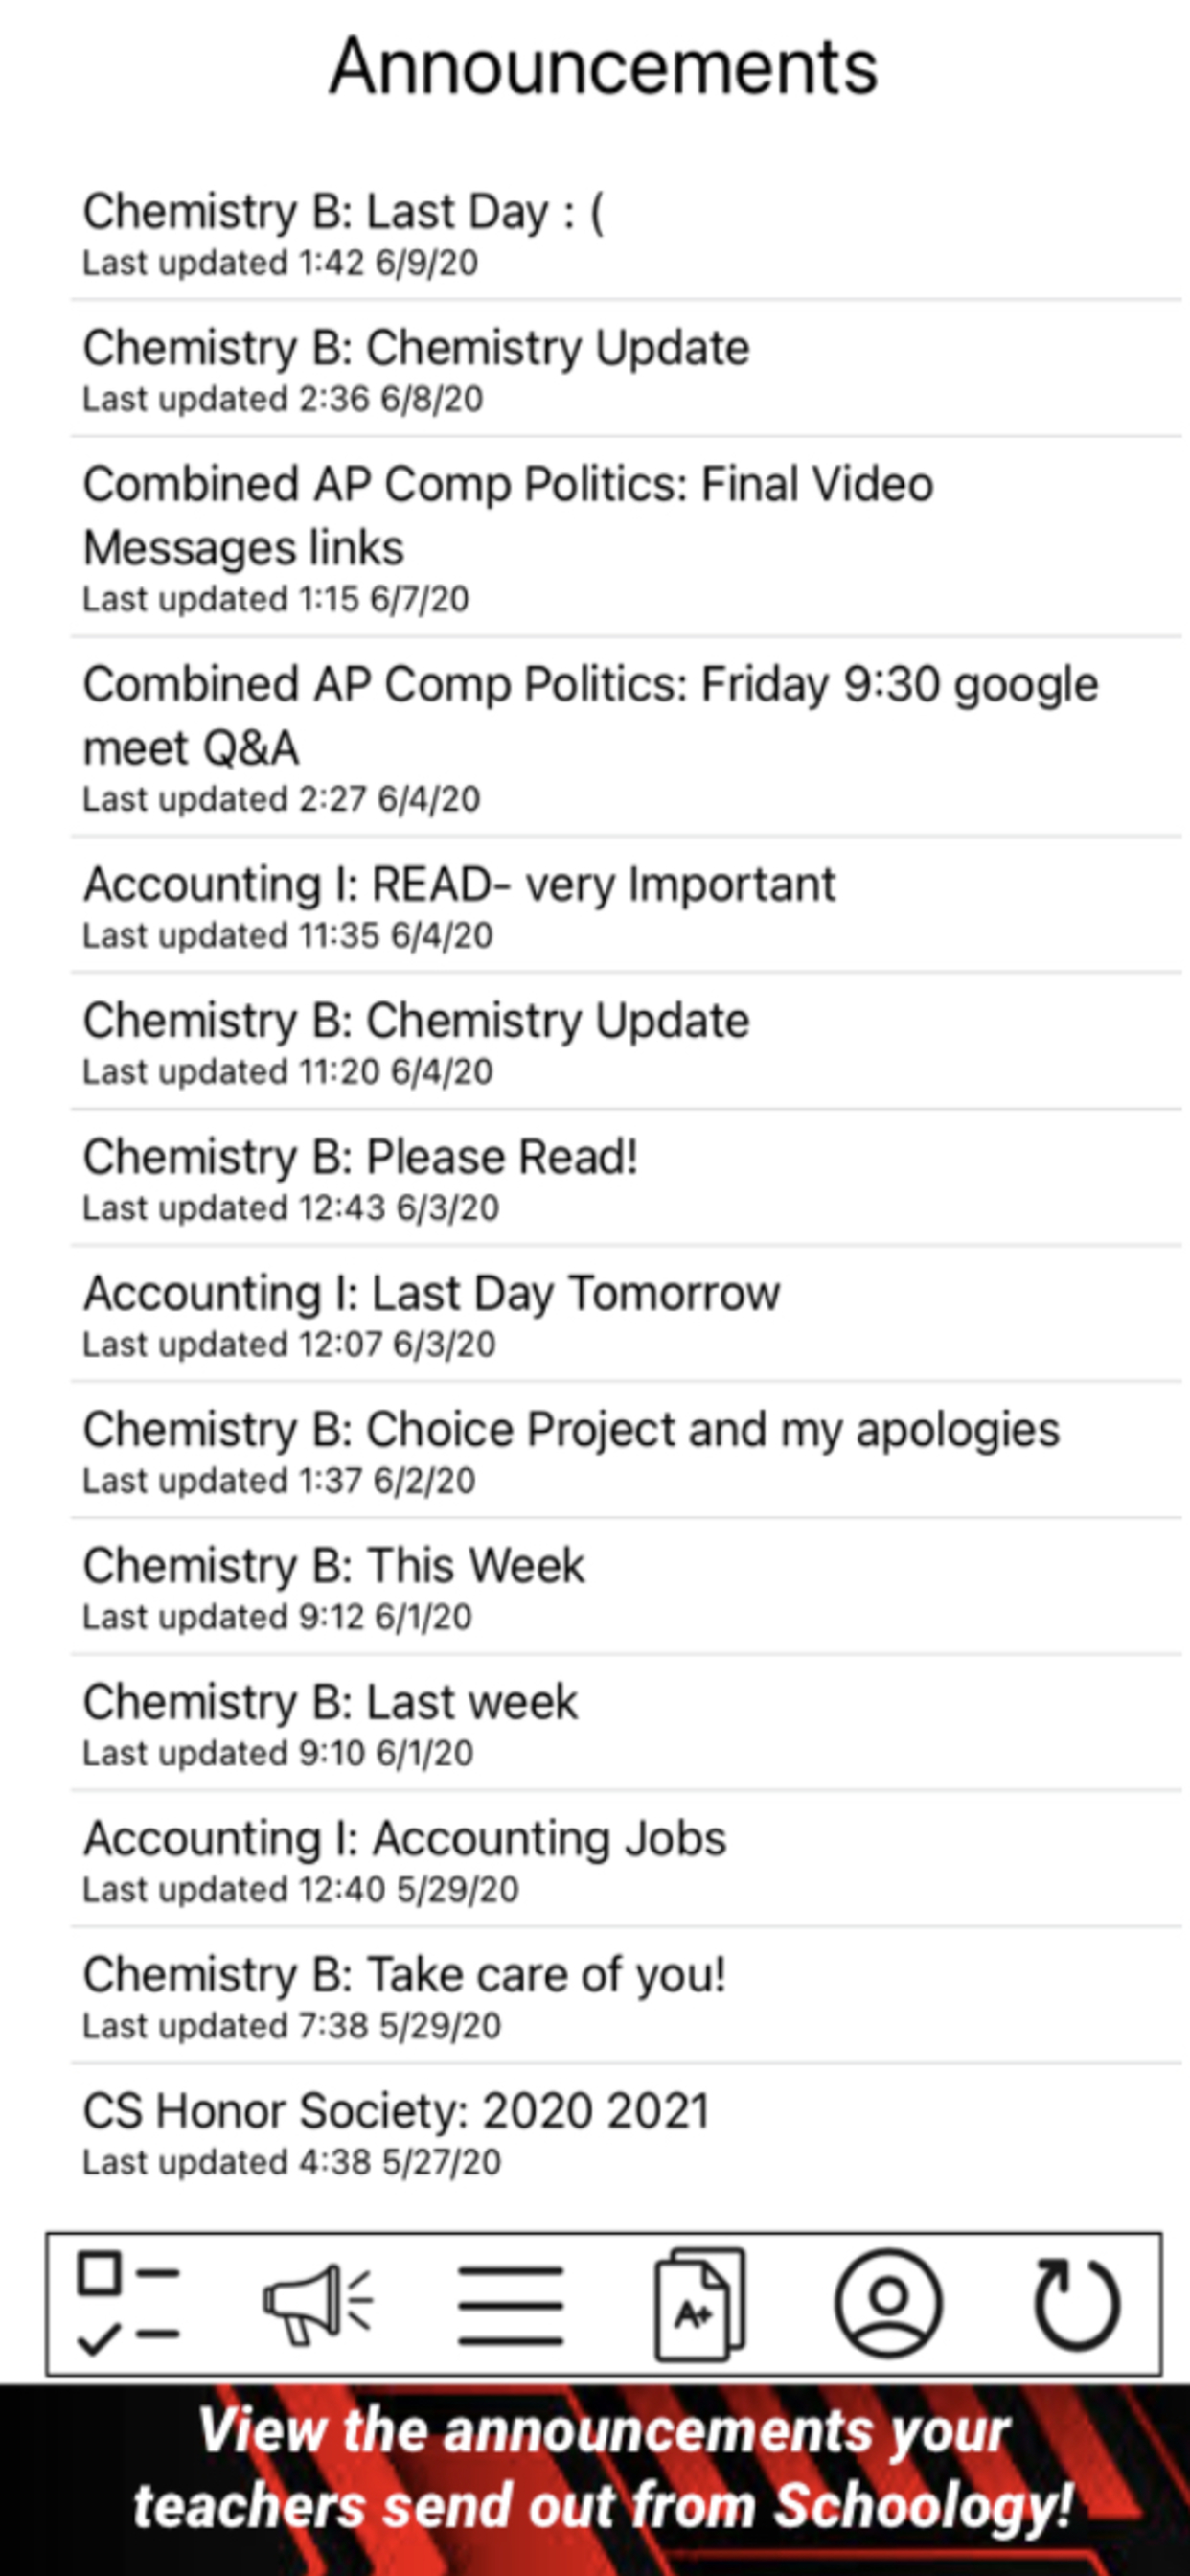 Announcements
Chemistry B: Last Day : (
Last updated 1:42 6/9/20
Chemistry B: Chemistry Update
Last updated 2:36 6/8/20
Combined AP Comp Politics: Final Video
Messages links
Last updated 1:15 6/7/20
Combined AP Comp Politics: Friday 9:30 google
meet Q&A
Last updated 2:27 6/4/20
Accounting I: READ- very Important
Last updated 11:35 6/4/20
Chemistry B: Chemistry Update
Last updated 11:20 6/4/20
Chemistry B: Please Read!
Last updated 12:43 6/3/20
Accounting I: Last Day Tomorrow
Last updated 12:07 6/3/20
Chemistry B: Choice Project and my apologies
Last updated 1:37 6/2/20
Chemistry B: This Week
Last updated 9:12 6/1/20
Chemistry B: Last week
Last updated 9:10 6/1/20
Accounting I: Accounting Jobs
Last updated 12:40 5/29/20
Chemistry B: Take care of you!
Last updated 7:38 5/29/20
CS Honor Society: 2020 2021
Last updated 4:38 5/27/20
A+
View the announcements your
teachers send out from Schoology!